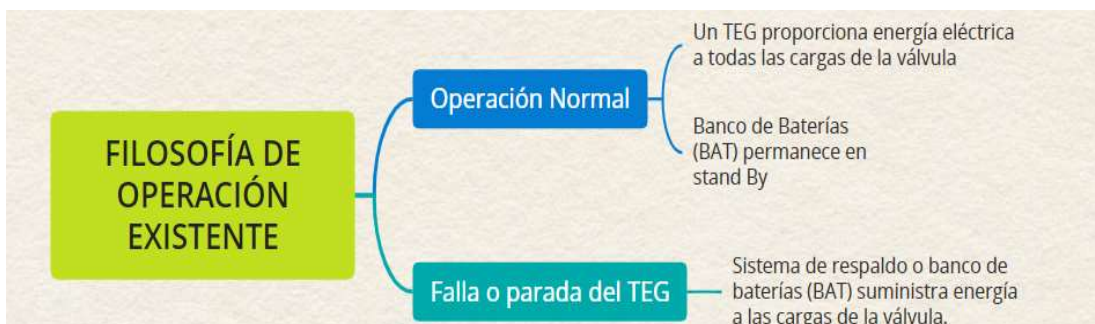 FILOSOFÍA DE
OPERACIÓN
EXISTENTE
Operación Normal
Un TEG proporciona energía eléctrica
a todas las cargas de la válvula
Banco de Baterías
(BAT) permanece en
stand By
Falla o parada del TEG
Sistema de respaldo o banco de
baterías (BAT) suministra energía
a las cargas de la válvula.